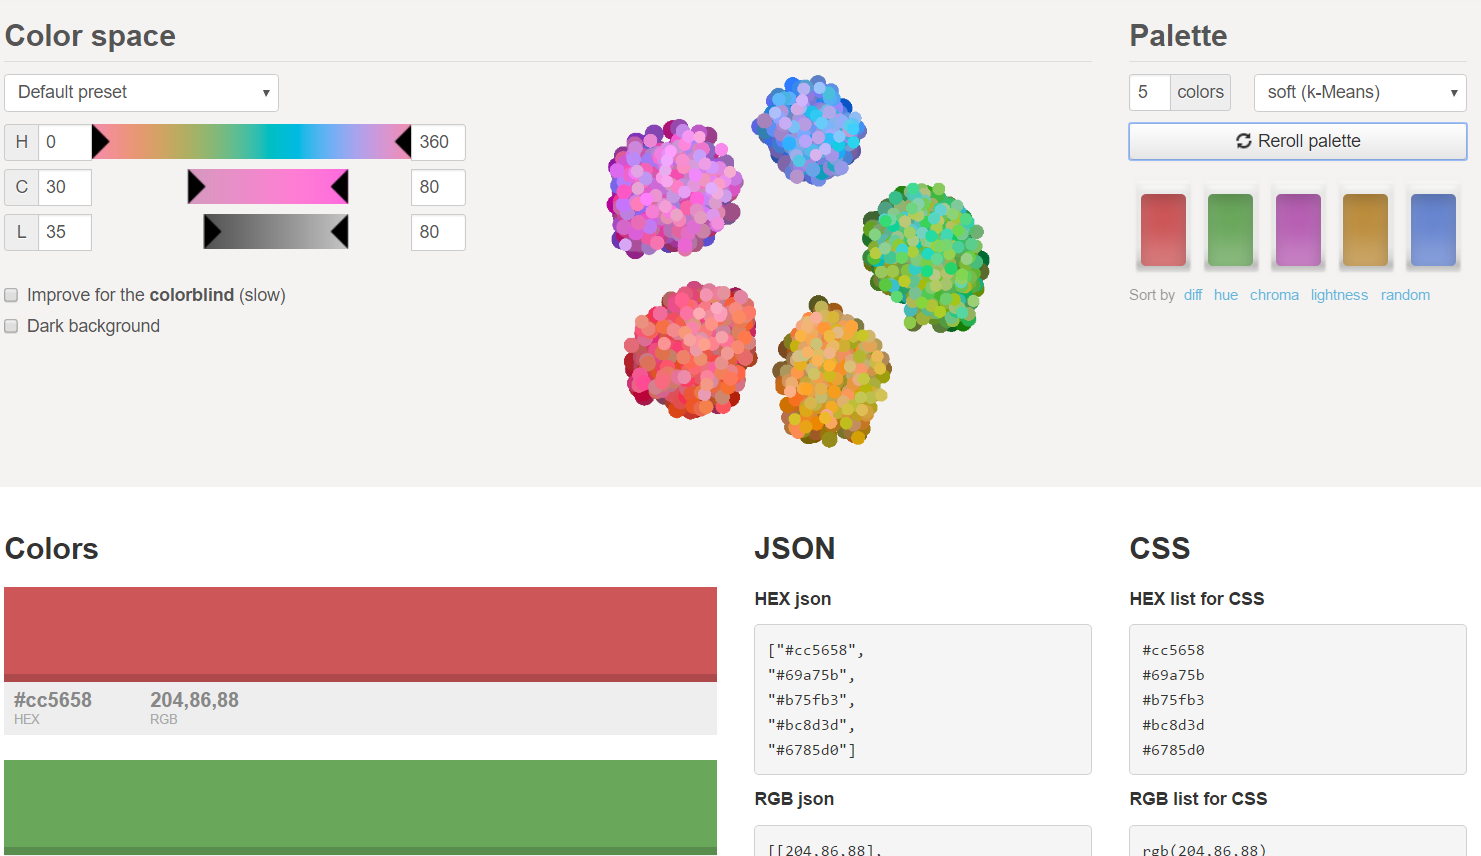 Color space
Default preset
H 0 360
C 30 80
L 35 80
Improve for the colorblind (slow)
Dark background
Palette
5 colors soft (k-Means)
Reroll palette
Sort by diff hue chroma lightness random
Colors
#cc5658 204,86,88
HEX RGB
JSON
HEX json
["#cc5658",
"#69a75b",
"#b75fb3",
"#bc8d3d",
"#6785d0"]
RGB json
[[204,86,88],
CSS
HEX list for CSS
#cc5658
#69a75b
#b75fb3
#bc8d3d
#6785d0
RGB list for CSS
rgb(204,86,88)